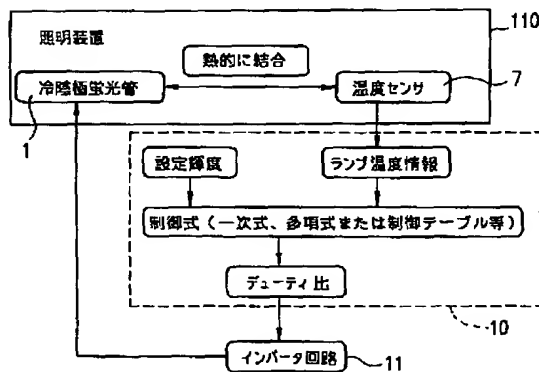 照明装置
110
熱的に結合
冷陰極蛍光管
温度センサ
7
1
設定輝度
ランプ温度情報
制御式(一次式、多項式または制御テーブル等)
デューティ比
10
インバータ回路
11